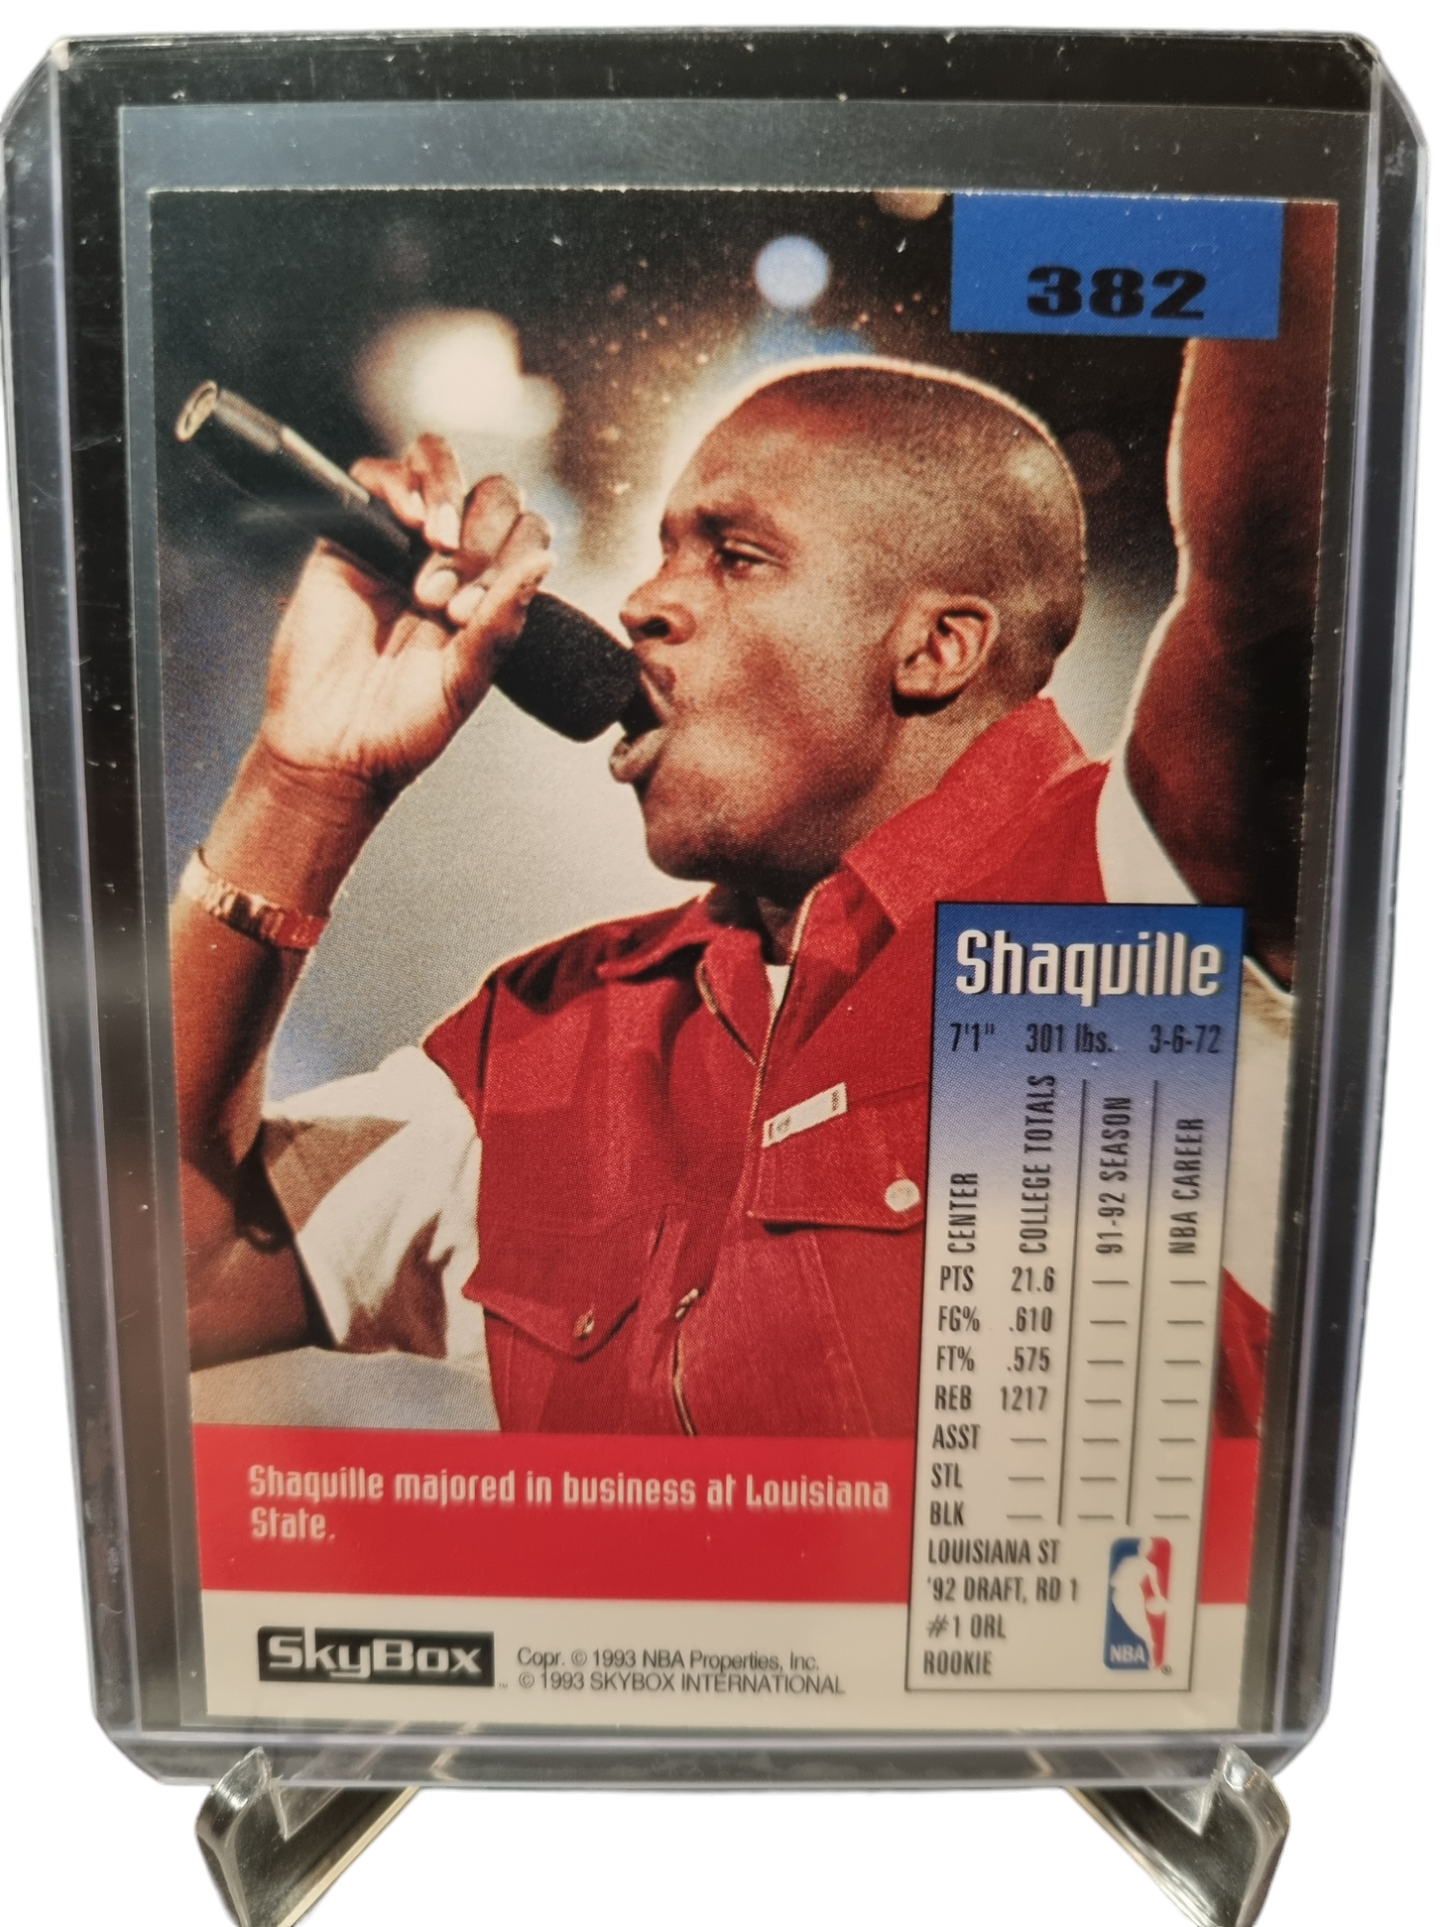 382
Shaquille
7'1" 301 lbs. 3-6-72
CENTER COLLEGE TOTALS 91-92 SEASON NBA CAREER
PTS 21.6 — —
FG% .610 — —
FT% .575 — —
REB 1217 — —
ASST — — —
STL — — —
BLK — — —
LOUISIANA ST
'92 DRAFT, RD 1
#1 ORL
ROOKIE
NBA
®
Shaquille majored in business at Louisiana
State.
SkyBox ™
Copr. © 1993 NBA Properties, Inc.
© 1993 SKYBOX INTERNATIONAL